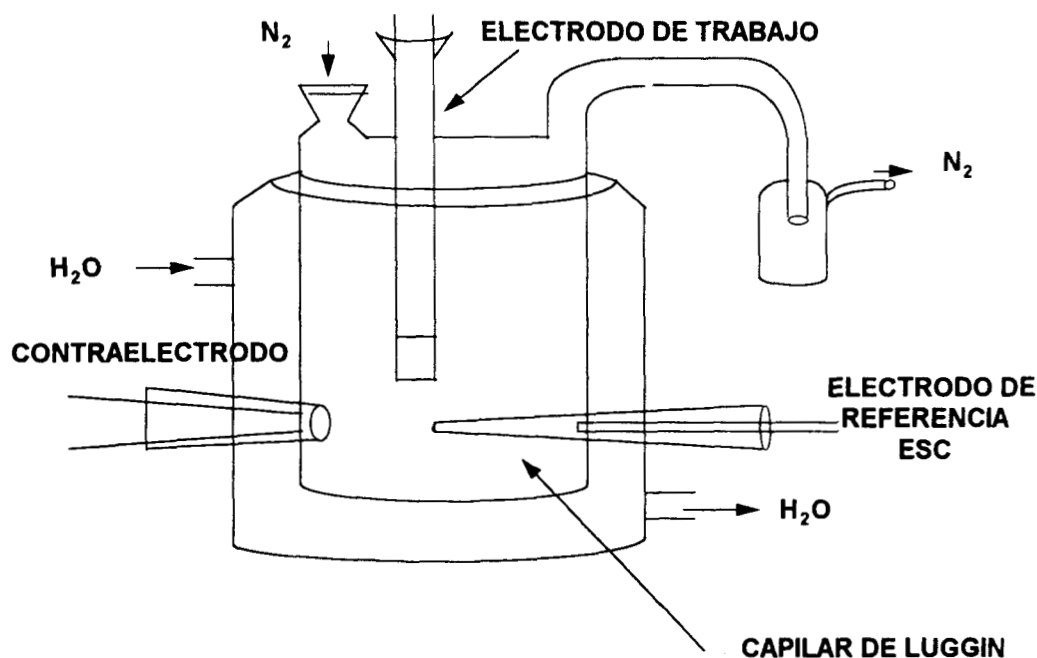 N₂
ELECTRODO DE TRABAJO
N₂
H₂O
CONTRAELECTRODO
ELECTRODO DE
REFERENCIA
ESC
H₂O
CAPILAR DE LUGGIN